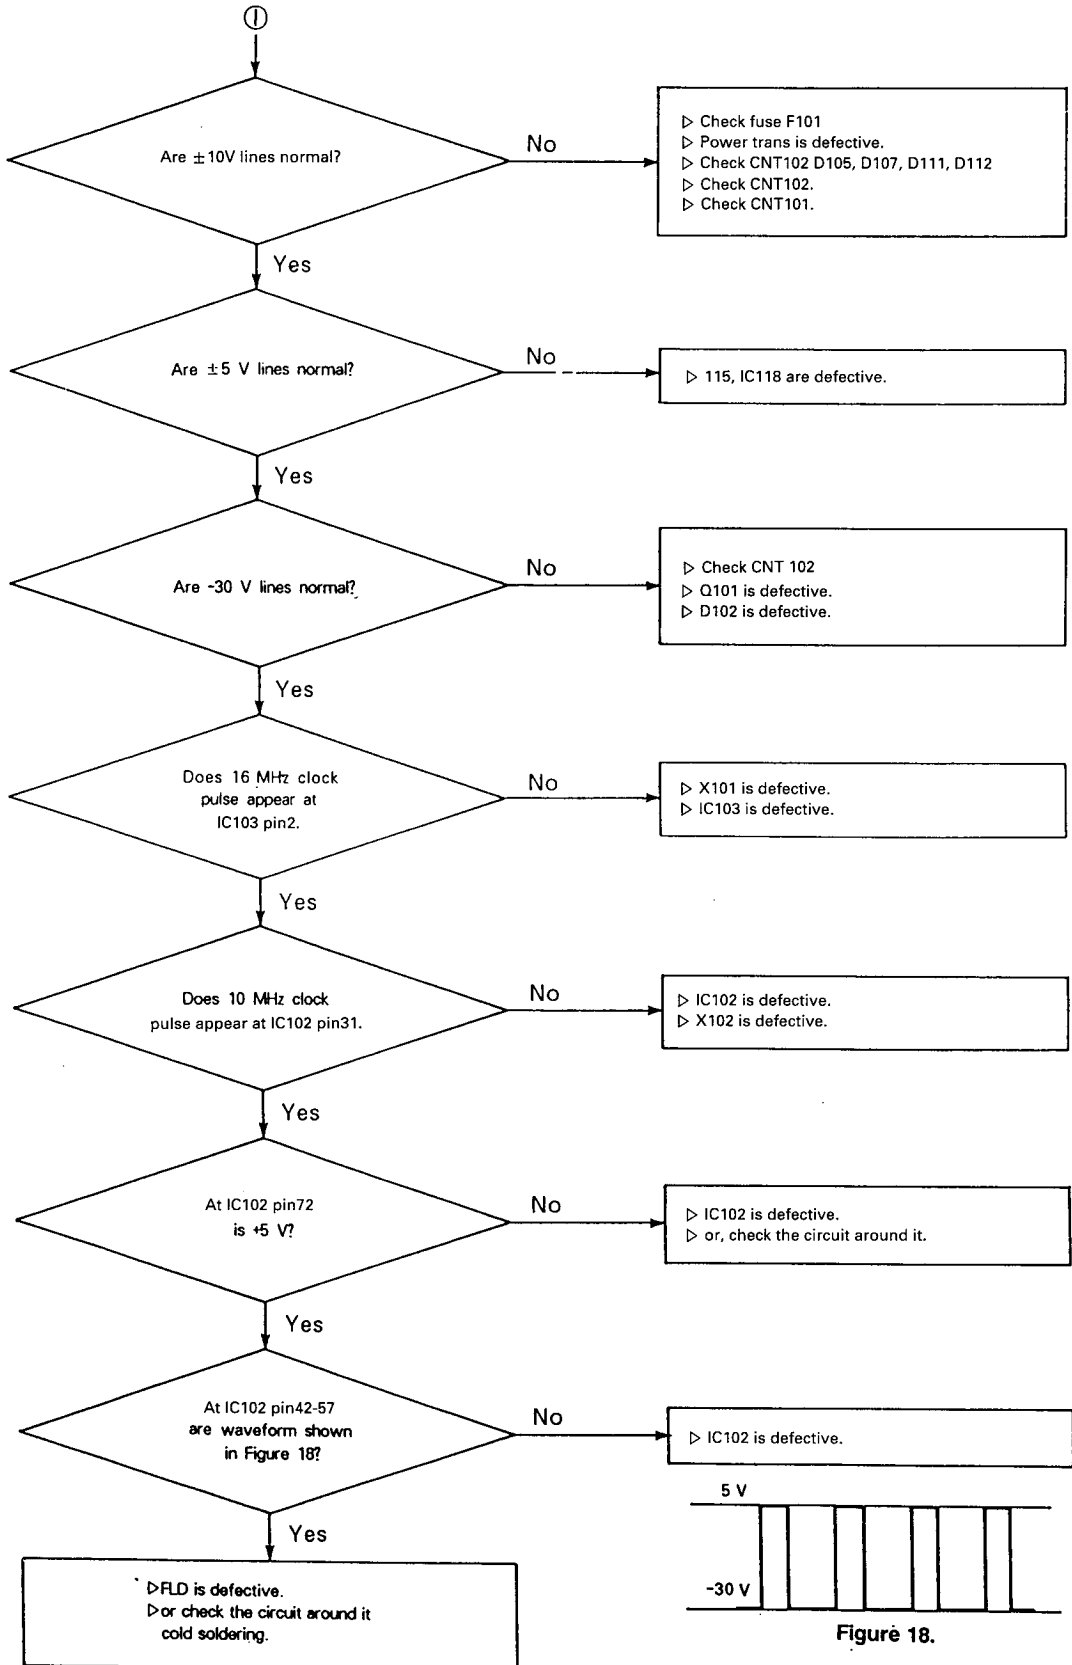 ①
Are ±10V lines normal?
No
▷ Check fuse F101
▷ Power trans is defective.
▷ Check CNT102 D105, D107, D111, D112
▷ Check CNT102.
▷ Check CNT101.
Yes
Are ±5 V lines normal?
No
▷ 115, IC118 are defective.
Yes
Are -30 V lines normal?
No
▷ Check CNT 102
▷ Q101 is defective.
▷ D102 is defective.
Yes
Does 16 MHz clock
pulse appear at
IC103 pin2.
No
▷ X101 is defective.
▷ IC103 is defective.
Yes
Does 10 MHz clock
pulse appear at IC102 pin31.
No
▷ IC102 is defective.
▷ X102 is defective.
Yes
At IC102 pin72
is +5 V?
No
▷ IC102 is defective.
▷ or, check the circuit around it.
Yes
At IC102 pin42-57
are waveform shown
in Figure 18?
No
▷ IC102 is defective.
Yes
▷FLD is defective.
▷or check the circuit around it
cold soldering.
5 V
-30 V
Figure 18.